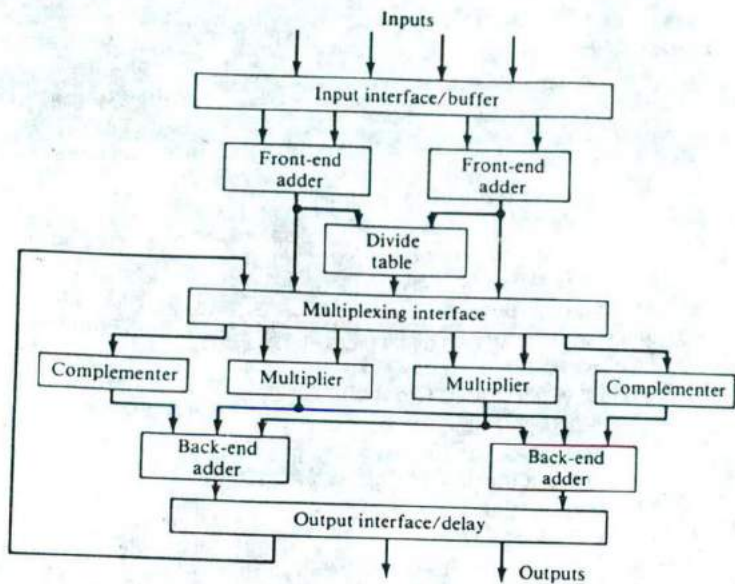 Inputs
Input interface/buffer
Front-end
adder
Front-end
adder
Divide
table
Multiplexing interface
Complementer
Multiplier
Multiplier
Complementer
Back-end
adder
Back-end
adder
Output interface/delay
Outputs